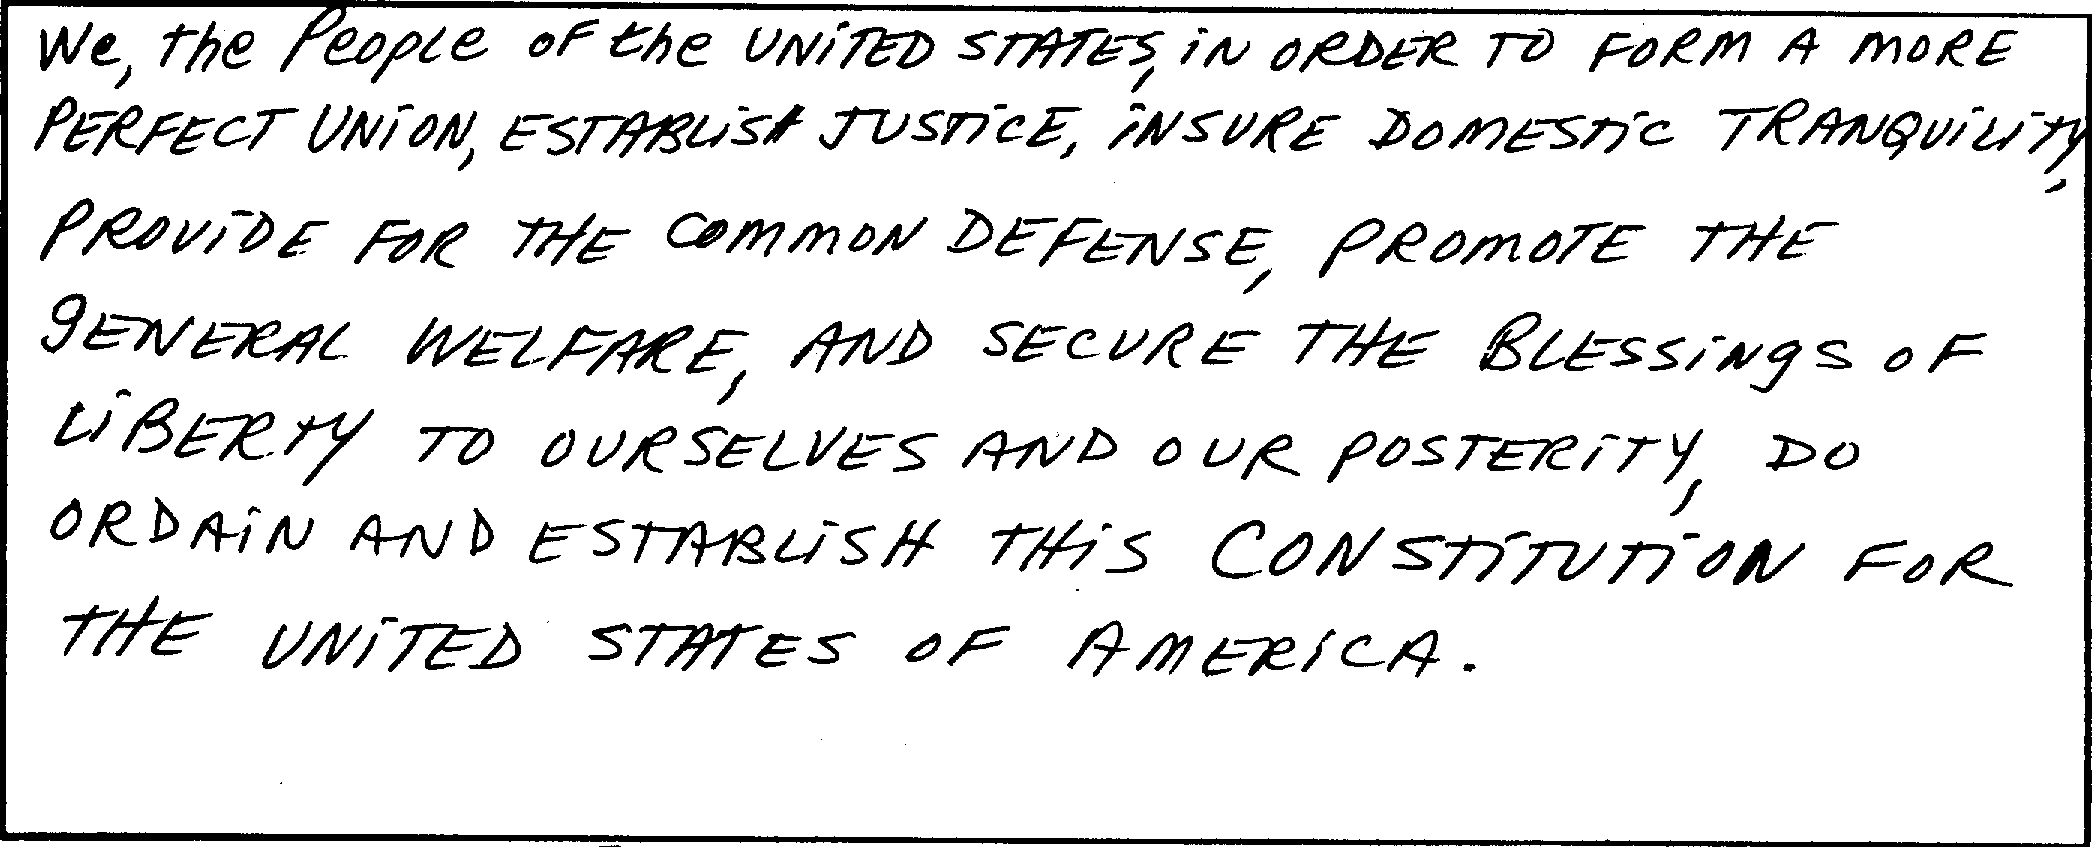 We, the People of the UNITED STATES, IN ORDER TO FORM A MORE
PERFECT UNION, ESTABLISH JUSTICE, INSURE DOMESTIC TRANQUILITY,
PROVIDE FOR THE COMMON DEFENSE, PROMOTE THE
GENERAL WELFARE, AND SECURE THE BLESSINGS OF
LIBERTY TO OURSELVES AND OUR POSTERITY, DO
ORDAIN AND ESTABLISH THIS CONSTITUTION FOR
THE UNITED STATES OF AMERICA.